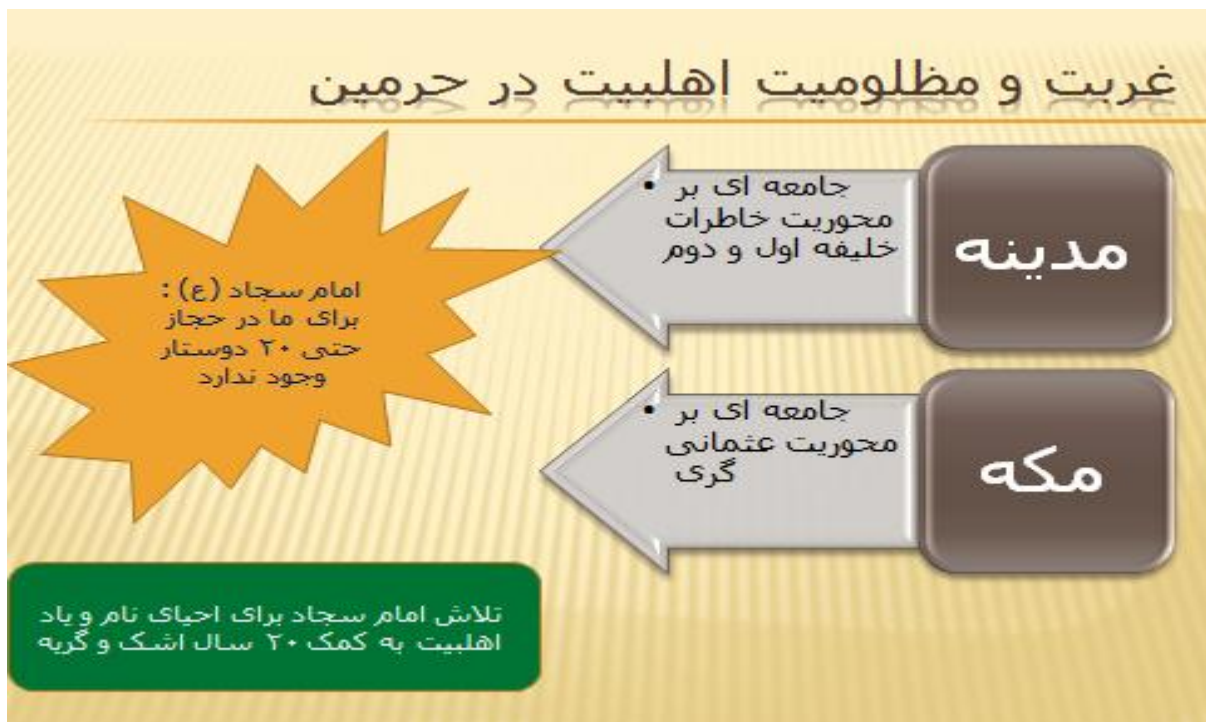 غربت و مظلومیت اهلبیت در حرمین
مدینه
• جامعه ای بر
محوریت خاطرات
خلیفه اول و دوم
مکه
• جامعه ای بر
محوریت عثمانی
گری
امام سجاد (ع) :
برای ما در حجاز
حتی ۲۰ دوستار
وجود ندارد
تلاش امام سجاد برای احیای نام و یاد
اهلبیت به کمک ۲۰ سال اشک و گریه